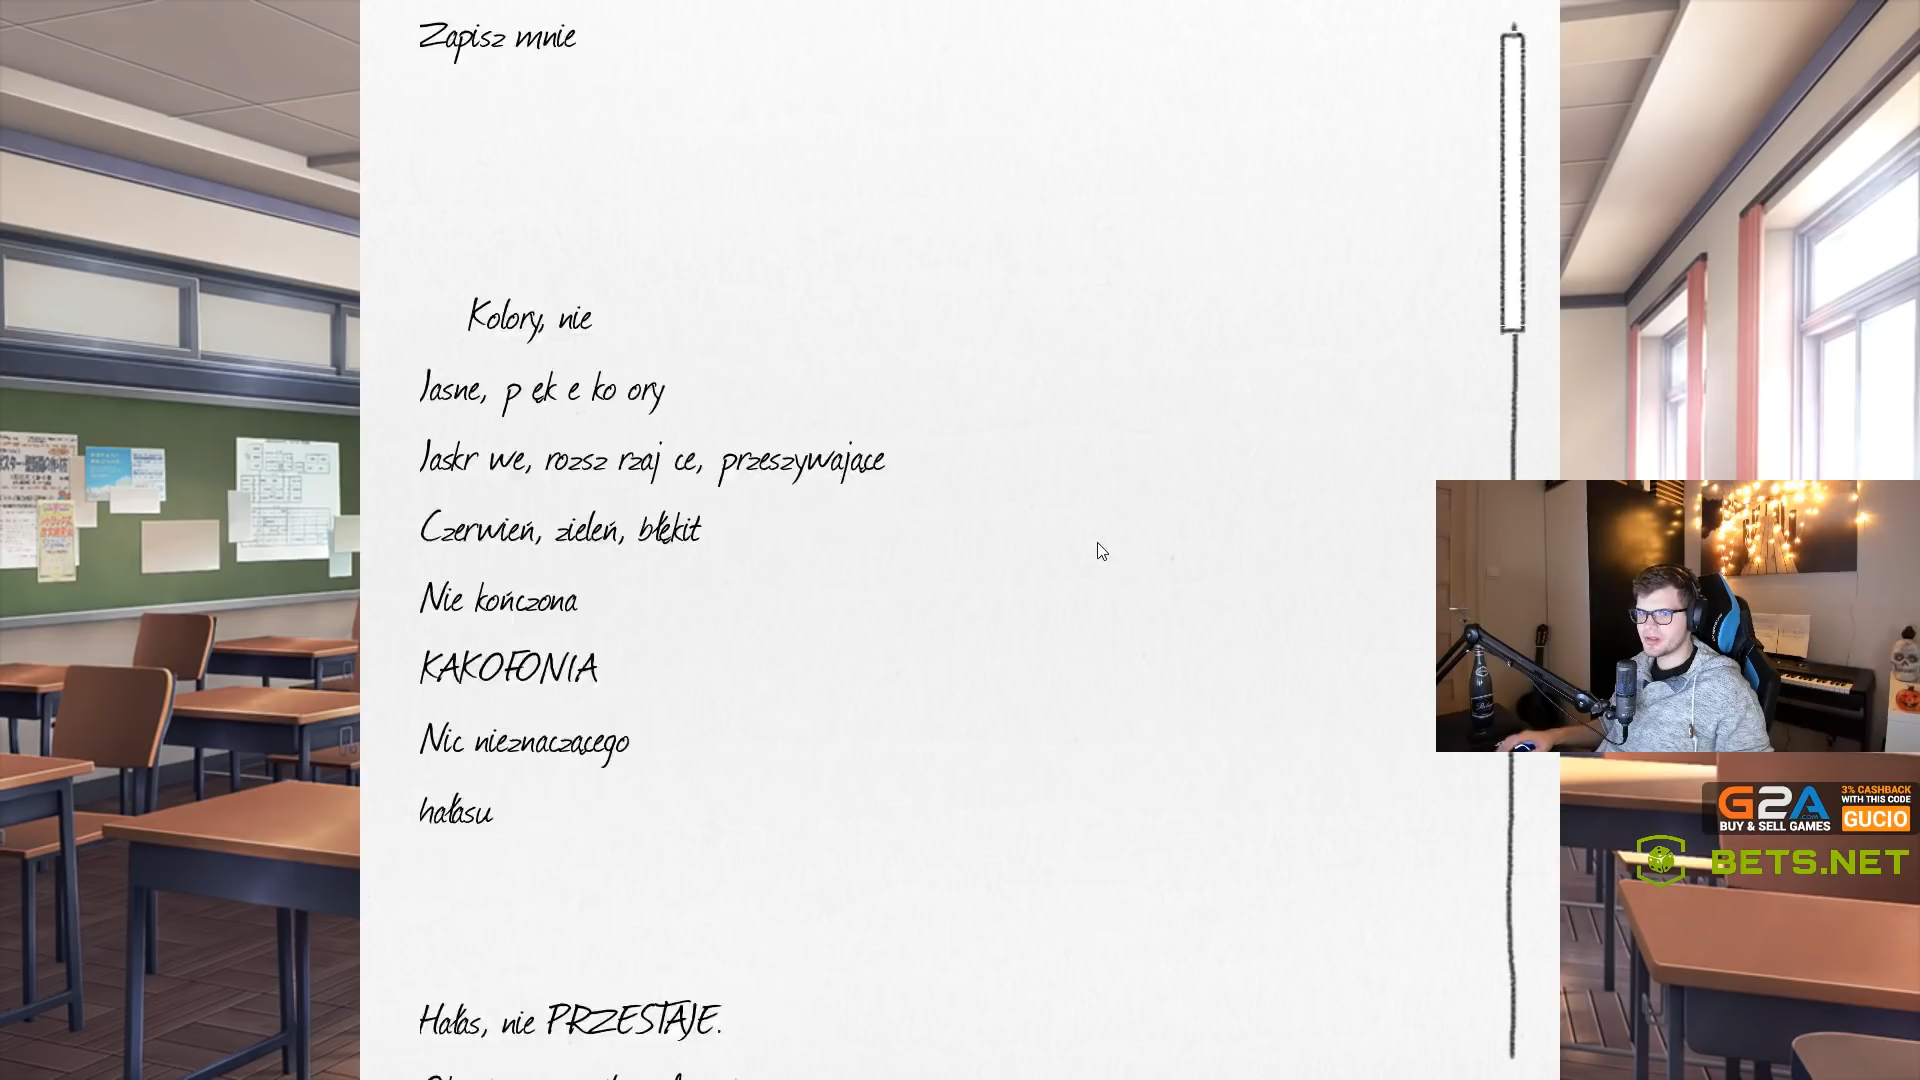 Zapisz mnie
Kolory, nie
Jasne, p ęk e ko ory
Jaskr we, rozsz rzaj ce, przeszywające
Czerwień, zieleń, błękit
Nie kończona
KAKOFONIA
Nic nieznaczącego
hałasu
Hałas, nie PRZESTAJE.
G2A.COM
BUY & SELL GAMES
3% CASHBACK
WITH THIS CODE
GUCIO
BETS.NET